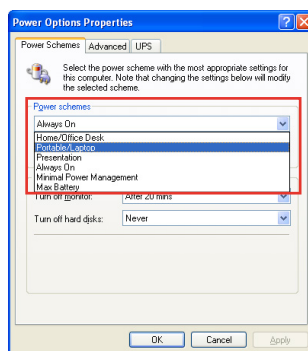 Power Options Properties
Power Schemes Advanced UPS
Select the power scheme with the most appropriate settings for
this computer. Note that changing the settings below will modify
the selected scheme.
Power schemes
Always On
Home/Office Desk
Portable/Laptop
Presentation
Always On
Minimal Power Management
Max Battery
Turn off monitor: After 20 mins
Turn off hard disks: Never
OK Cancel Apply